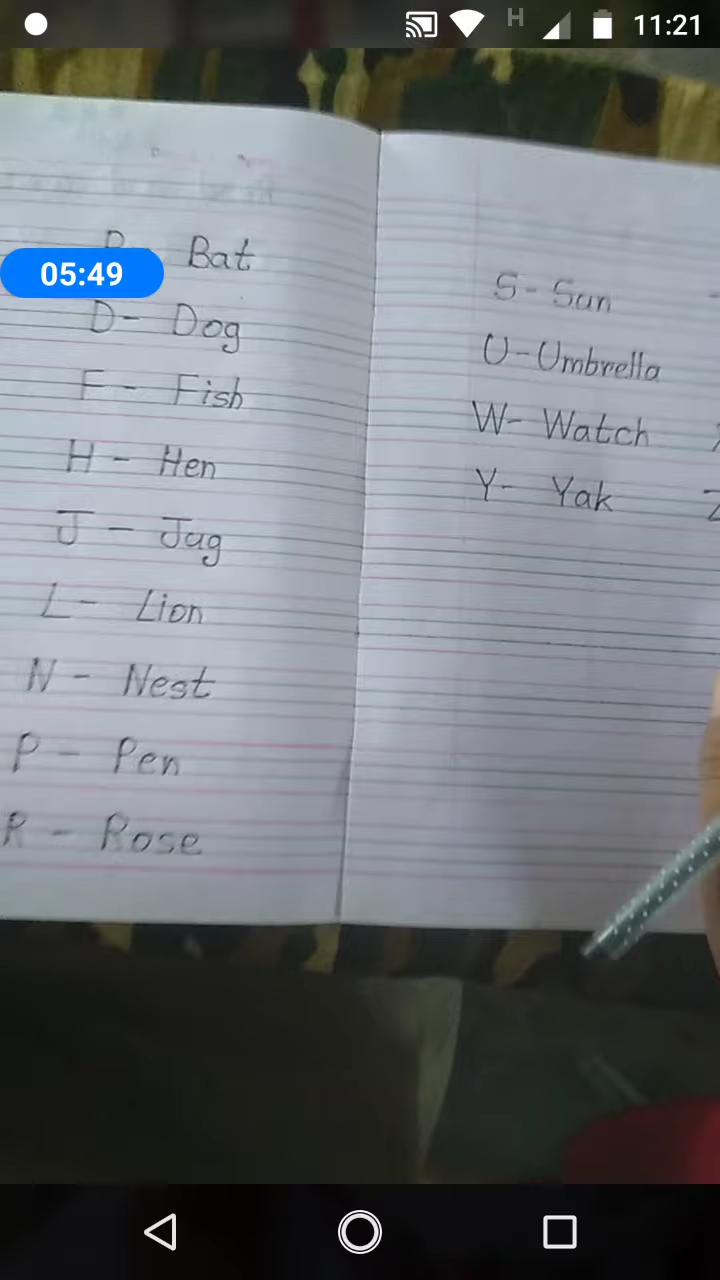 H 11:21
05:49
B - Bat
D - Dog
F - Fish
H - Hen
J - Jug
L - Lion
N - Nest
P - Pen
R - Rose
S - Sun
U - Umbrella
W - Watch
Y - Yak Z